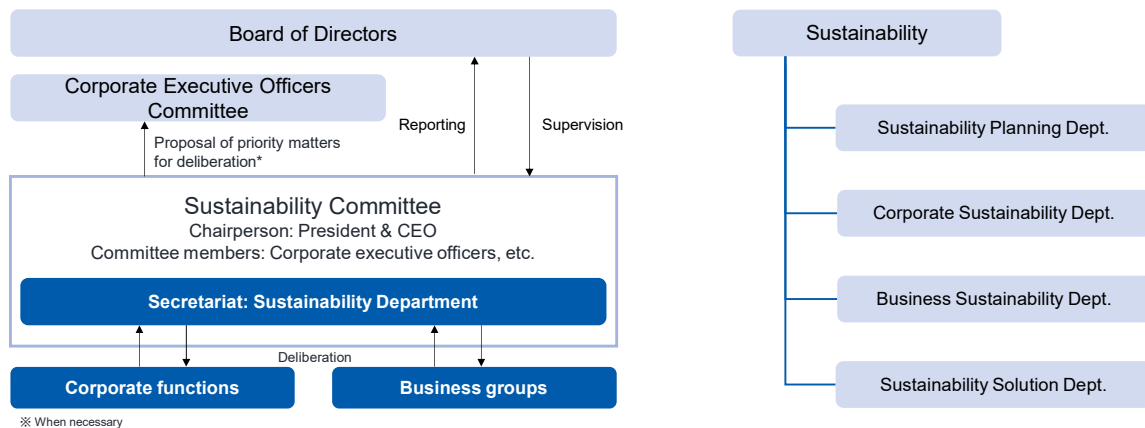 Board of Directors
Corporate Executive Officers
Committee
Reporting
Supervision
Proposal of priority matters
for deliberation*
Sustainability Committee
Chairperson: President & CEO
Committee members: Corporate executive officers, etc.
Secretariat: Sustainability Department
Deliberation
Corporate functions
Business groups
※ When necessary
Sustainability
Sustainability Planning Dept.
Corporate Sustainability Dept.
Business Sustainability Dept.
Sustainability Solution Dept.